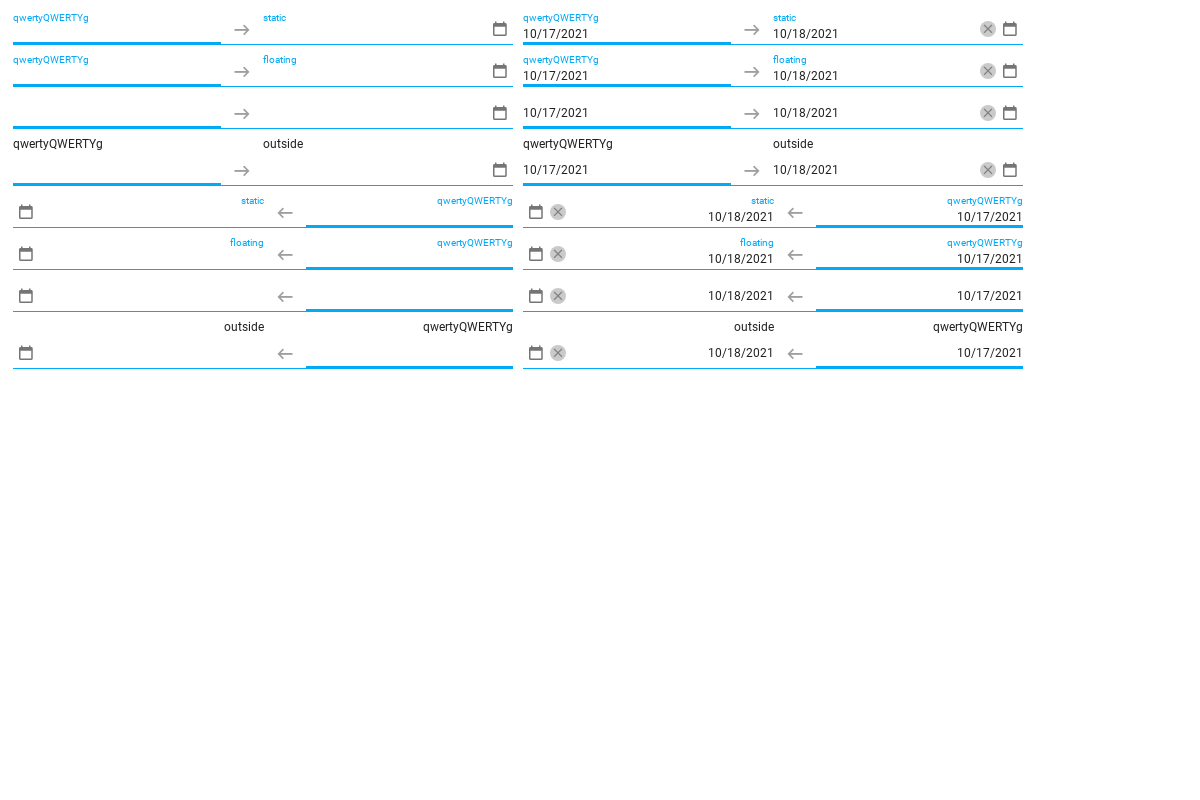 qwertyQWERTYg static qwertyQWERTYg static
10/17/2021 10/18/2021
qwertyQWERTYg floating qwertyQWERTYg floating
10/17/2021 10/18/2021
10/17/2021 10/18/2021
qwertyQWERTYg outside qwertyQWERTYg outside
10/17/2021 10/18/2021
static qwertyQWERTYg static qwertyQWERTYg
10/18/2021 10/17/2021
floating qwertyQWERTYg floating qwertyQWERTYg
10/18/2021 10/17/2021
10/18/2021 10/17/2021
outside qwertyQWERTYg outside qwertyQWERTYg
10/18/2021 10/17/2021